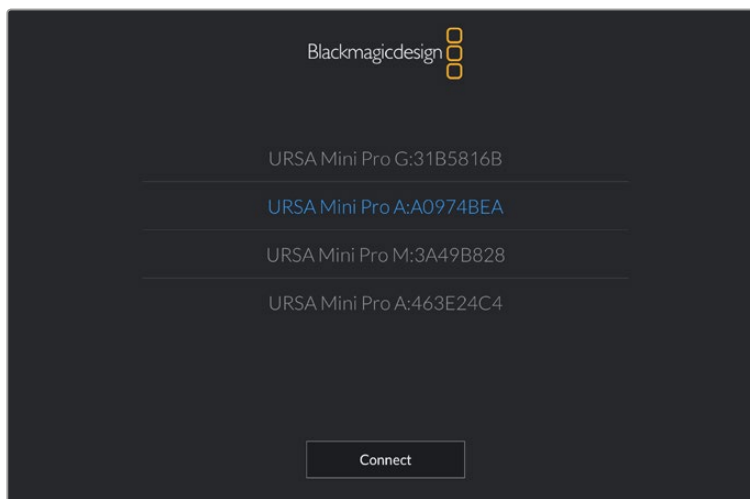 Blackmagicdesign
URSA Mini Pro G:31B5816B
URSA Mini Pro A:A0974BEA
URSA Mini Pro M:3A49B828
URSA Mini Pro A:463E24C4
Connect